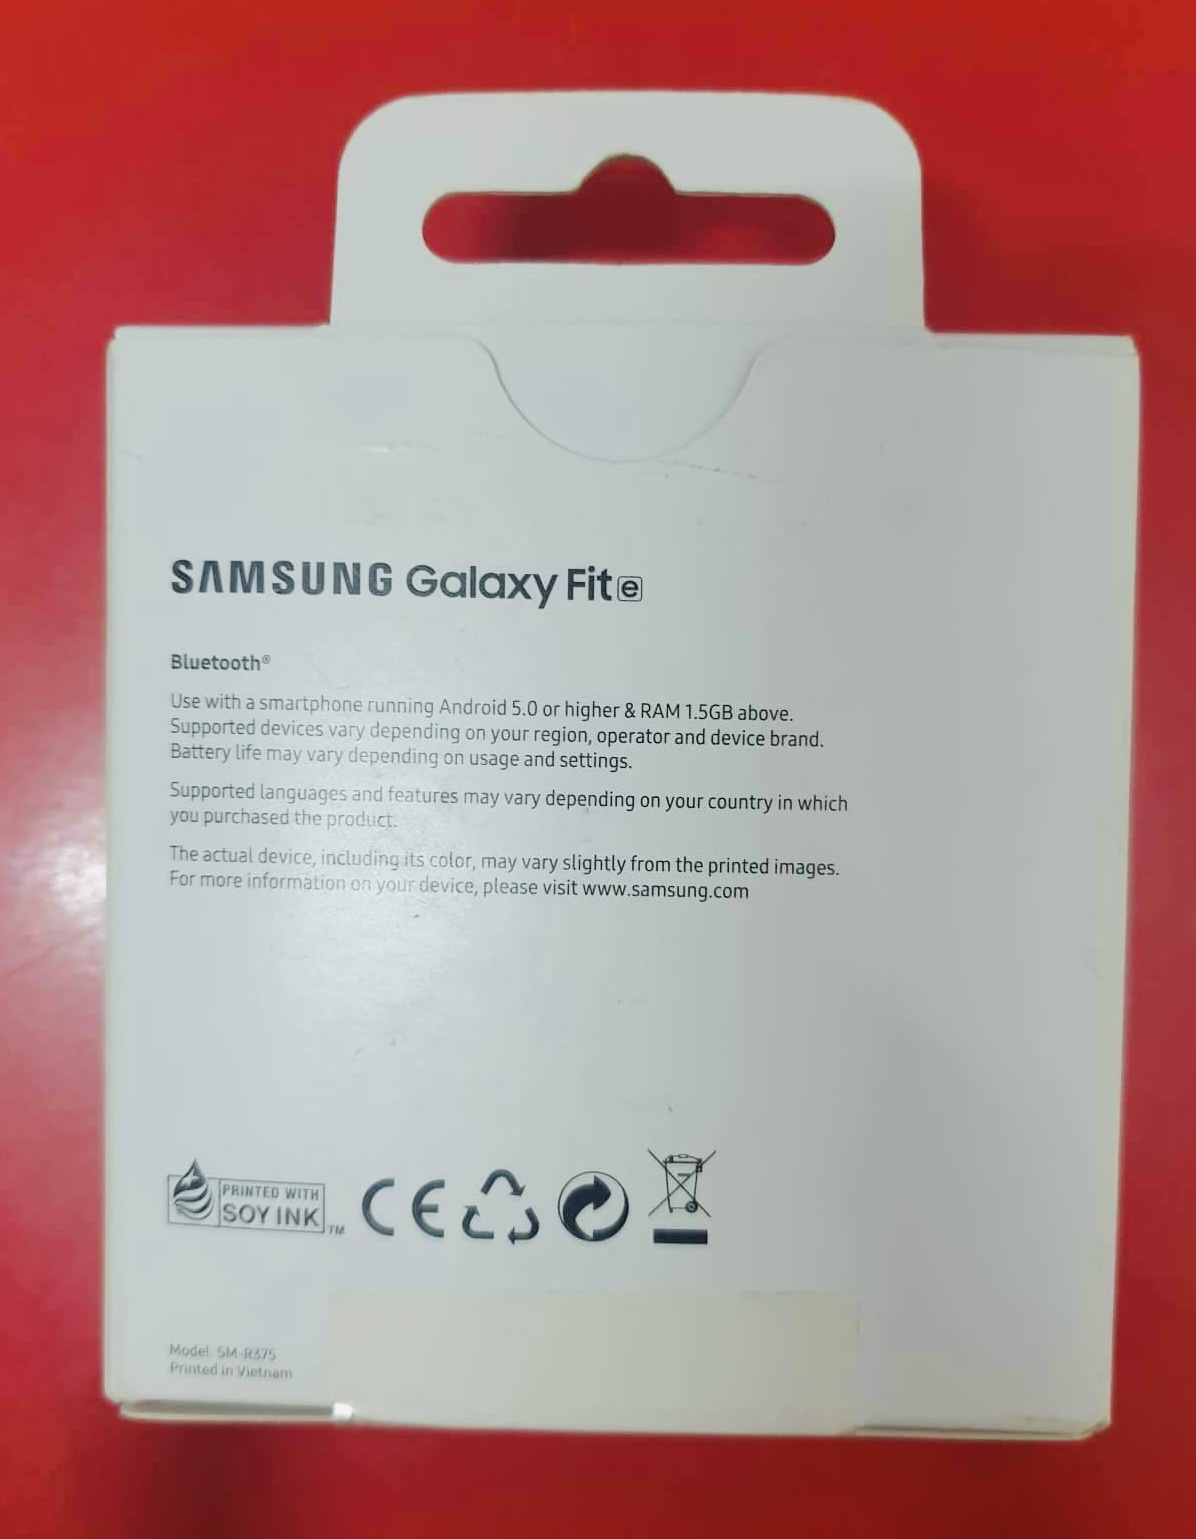 SAMSUNG Galaxy Fit e
Bluetooth®
Use with a smartphone running Android 5.0 or higher & RAM 1.5GB above.
Supported devices vary depending on your region, operator and device brand.
Battery life may vary depending on usage and settings.
Supported languages and features may vary depending on your country in which
you purchased the product.
The actual device, including its color, may vary slightly from the printed images.
For more information on your device, please visit www.samsung.com
PRINTED WITH
SOY INK™
CE
Model: SM-R375
Printed in Vietnam